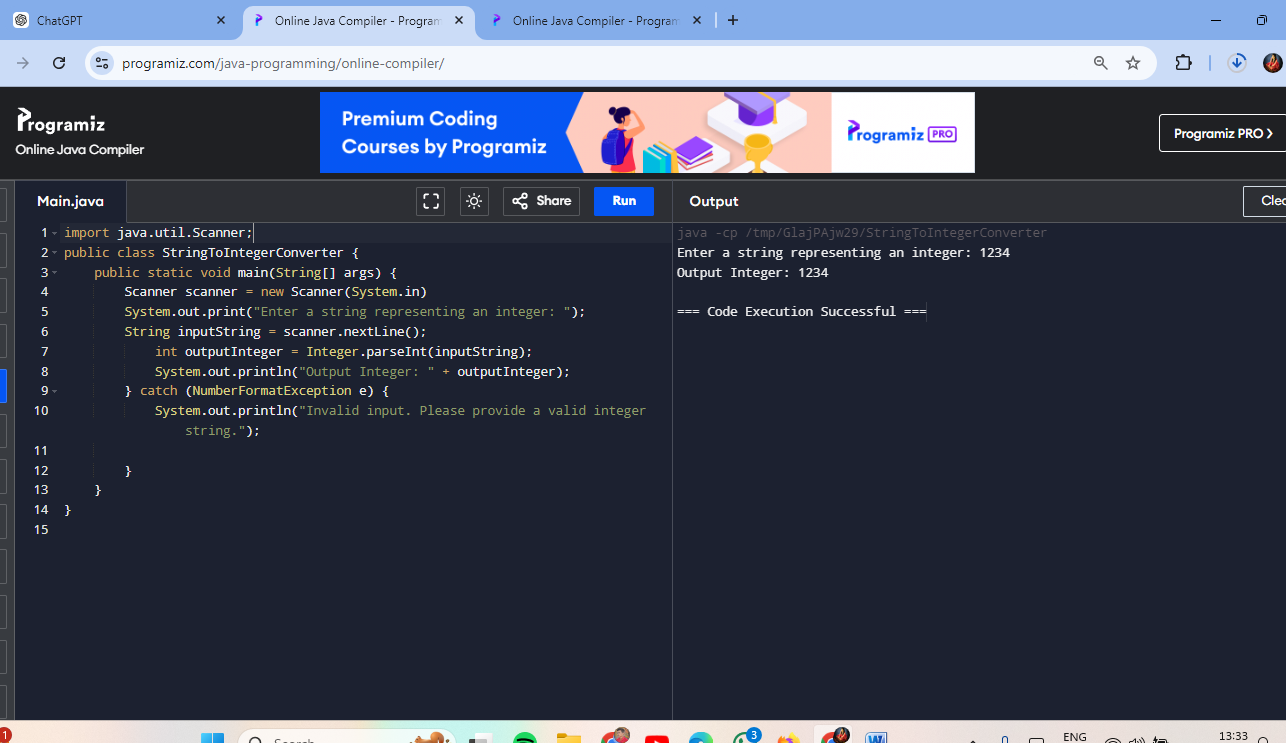 ChatGPT
Online Java Compiler - Program
Online Java Compiler - Program
programiz.com/java-programming/online-compiler/
Programiz
Online Java Compiler
Premium Coding
Courses by Programiz
Programiz PRO
Programiz PRO >
Main.java
Share
Run
Output
Clea
1 import java.util.Scanner;
2 public class StringToIntegerConverter {
3 public static void main(String[] args) {
4 Scanner scanner = new Scanner(System.in)
5 System.out.print("Enter a string representing an integer: ");
6 String inputString = scanner.nextLine();
7 int outputInteger = Integer.parseInt(inputString);
8 System.out.println("Output Integer: " + outputInteger);
9 } catch (NumberFormatException e) {
10 System.out.println("Invalid input. Please provide a valid integer
string.");
11
12 }
13 }
14 }
15
java -cp /tmp/GlajPAjw29/StringToIntegerConverter
Enter a string representing an integer: 1234
Output Integer: 1234
=== Code Execution Successful ===
1
Search
3
ENG
13:33